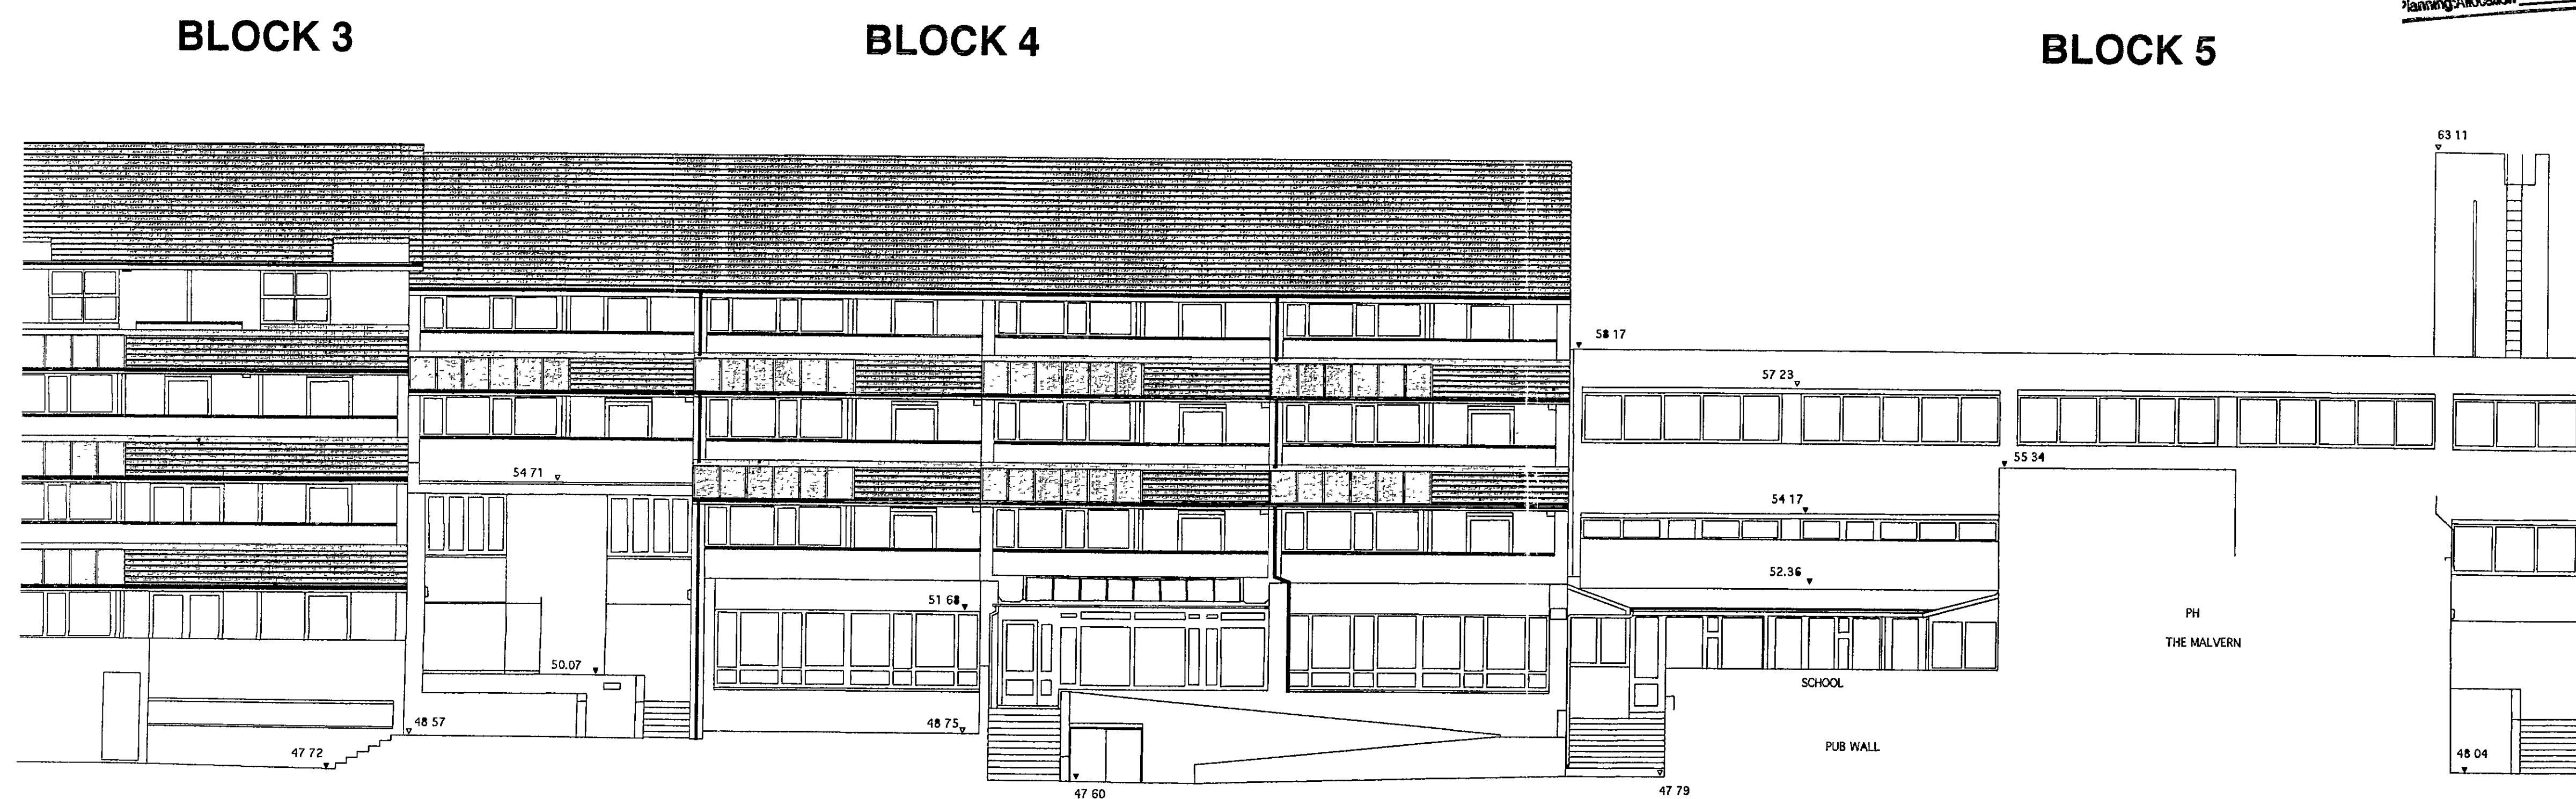 Planning Allocation
BLOCK 3
BLOCK 4
BLOCK 5
63 11
58 17
57 23
55 34
54 71
54 17
52.36
51 68
PH
THE MALVERN
50.07
SCHOOL
48 57
48 75
PUB WALL
47 72
48 04
47 60
47 79